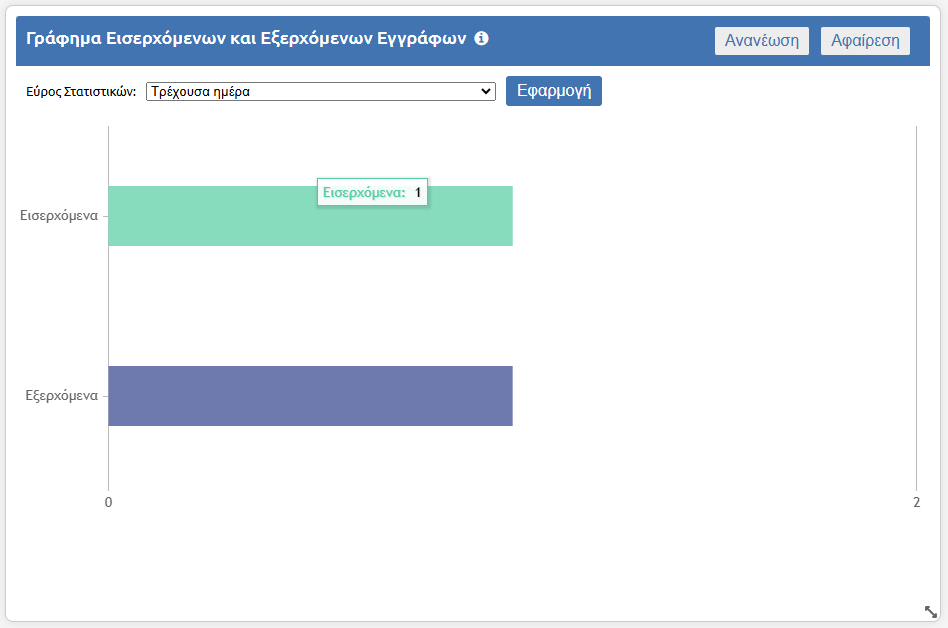 Γράφημα Εισερχόμενων και Εξερχόμενων Εγγράφων
Ανανέωση
Αφαίρεση
Εύρος Στατιστικών:
Τρέχουσα ημέρα
Εφαρμογή
Εισερχόμενα: 1
Εισερχόμενα
Εξερχόμενα
0
2